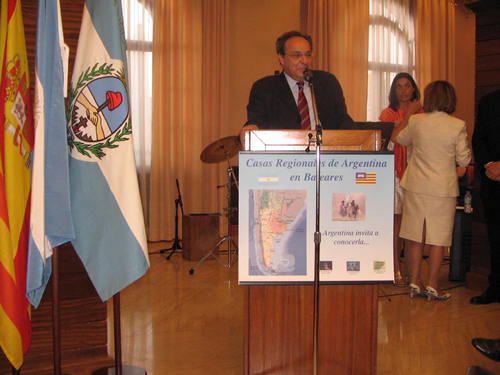 Casas Regionales de Argentina
en Baleares
Argentina invita a
conocerla...